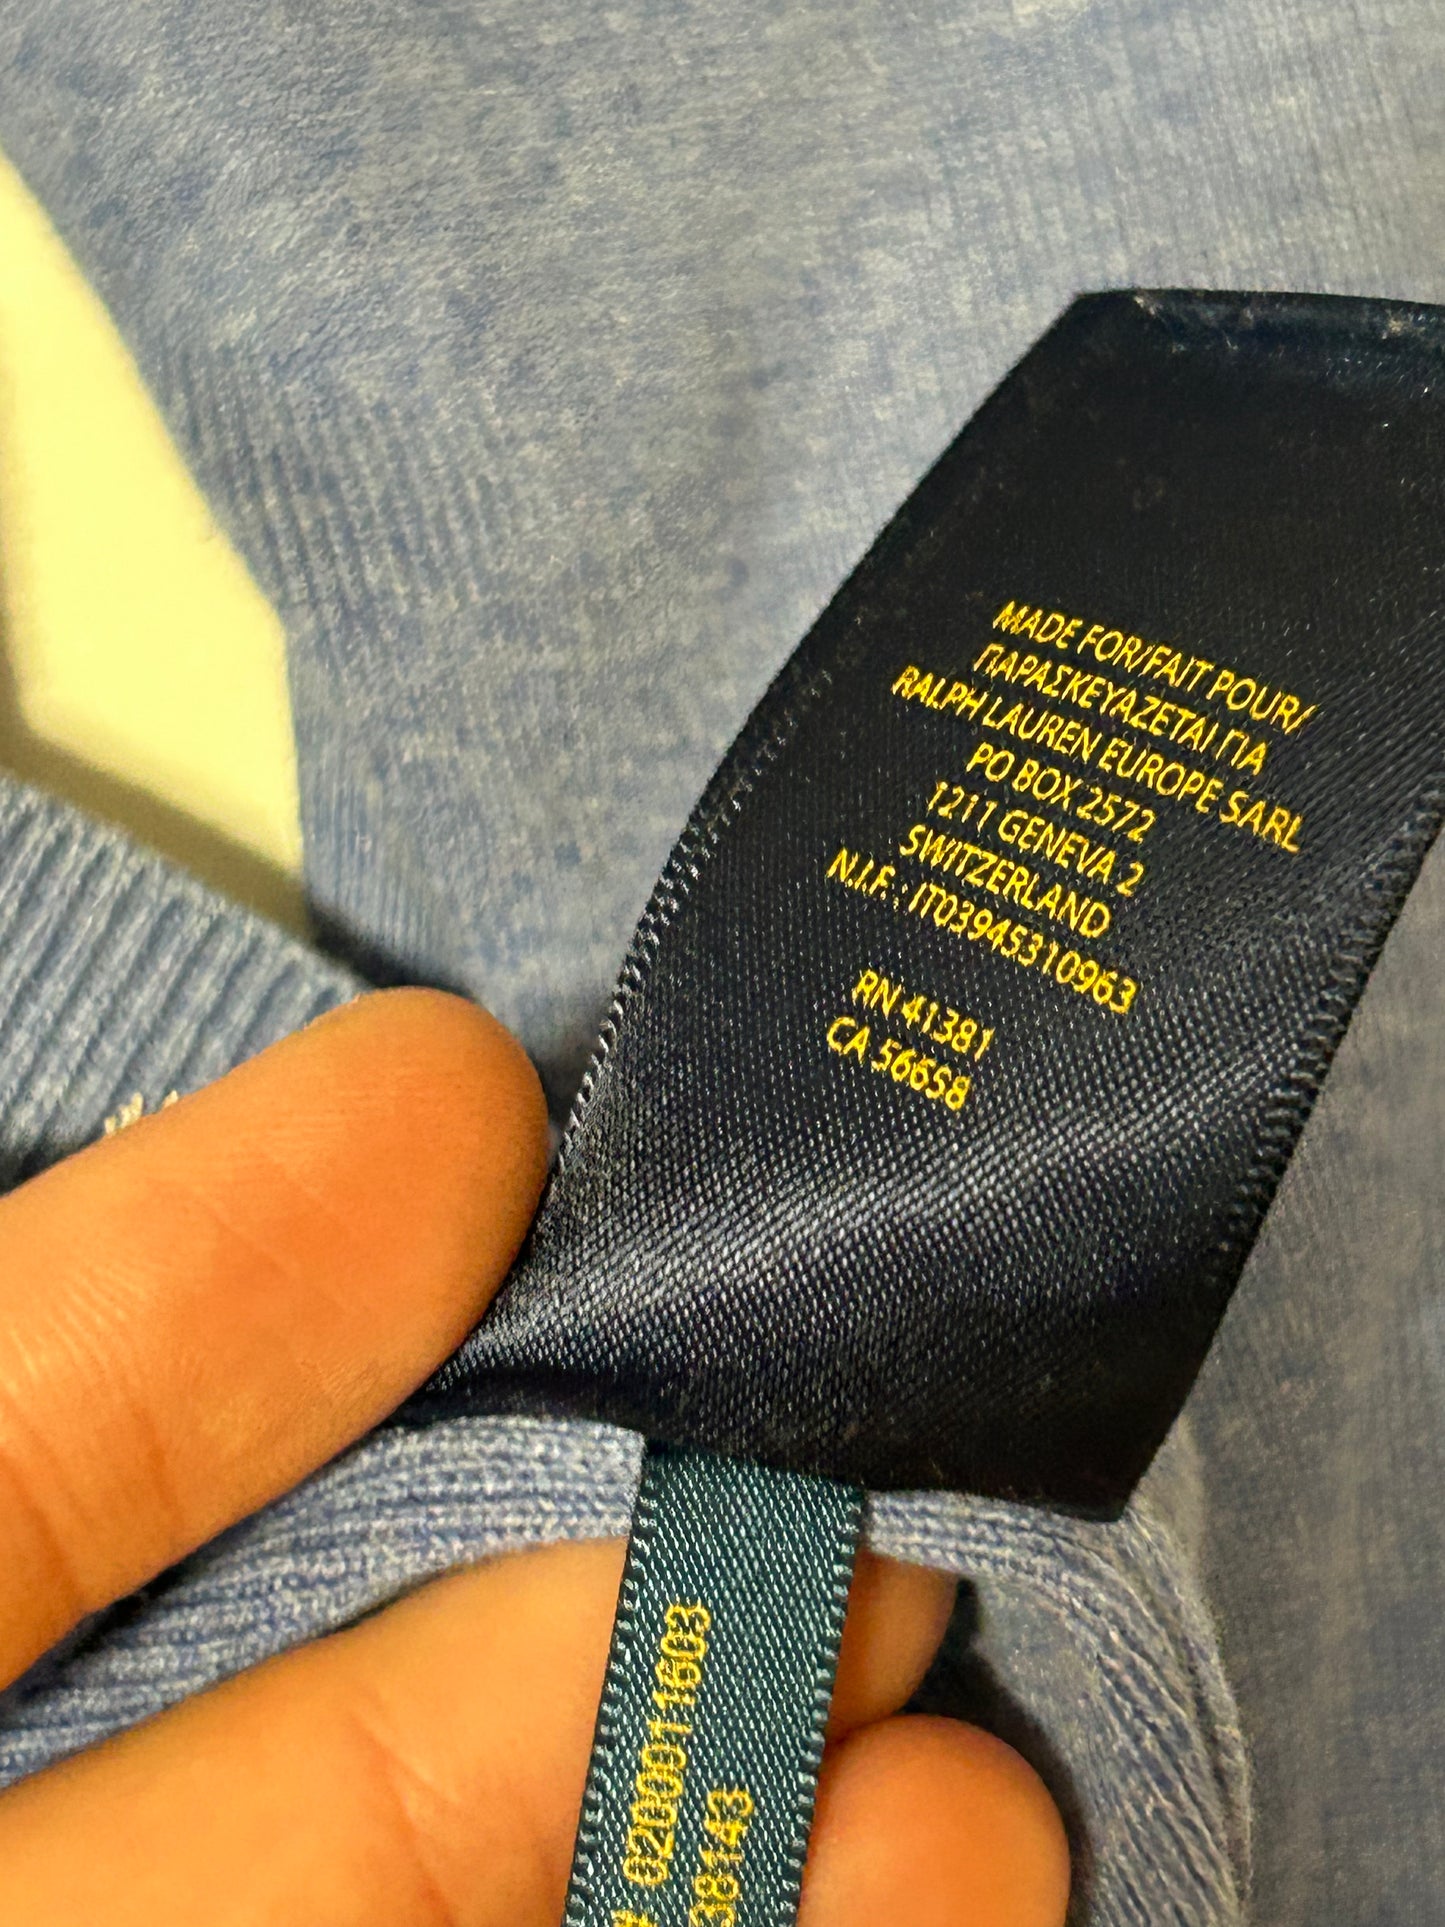 MADE FOR/FAIT POUR/
ΠΑΡΑΣΚΕΥΑΖΕΤΑΙ ΓΙΑ
RALPH LAUREN EUROPE SARL
PO BOX 2572
1211 GENEVA 2
SWITZERLAND
N.I.F.: IT03945310963
RN 41381
CA 56658
38143